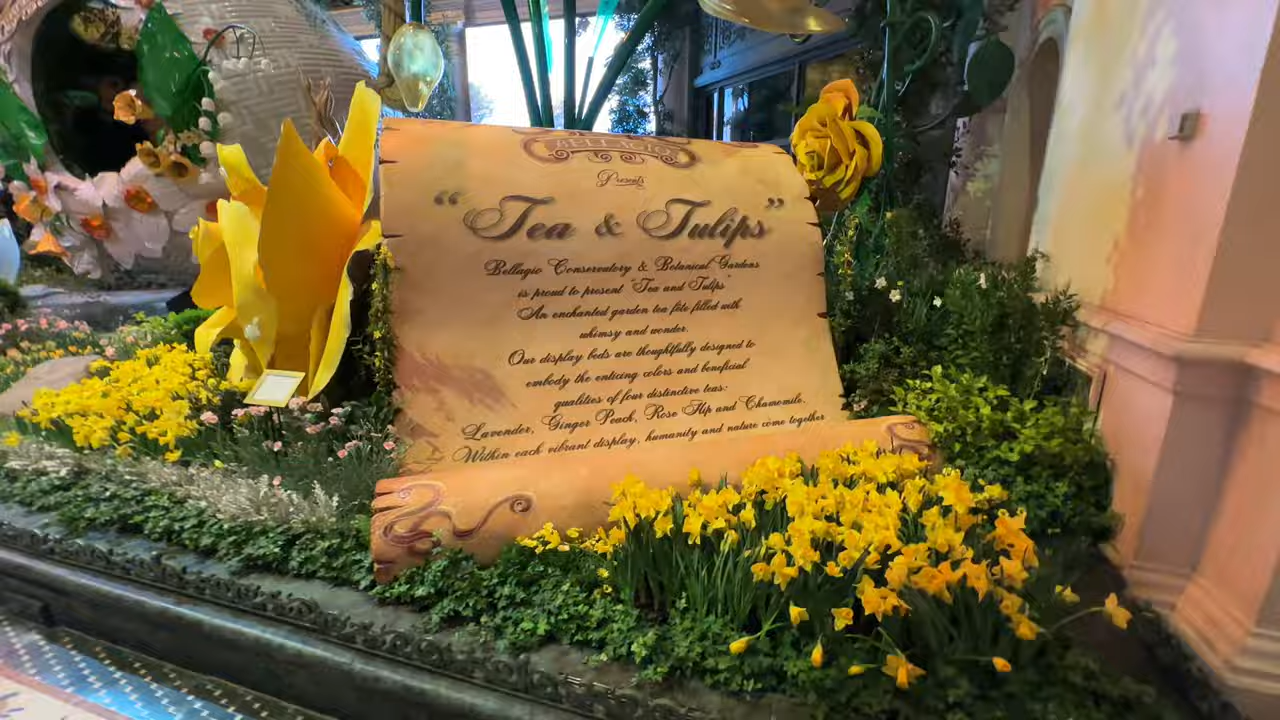 BELLAGIO
Presents
“Tea & Tulips”
Bellagio Conservatory & Botanical Gardens
is proud to present “Tea and Tulips”
An enchanted garden tea fête filled with
whimsy and wonder.
Our display beds are thoughtfully designed to
embody the enticing colors and beneficial
qualities of four distinctive teas:
Lavender, Ginger Peach, Rose Hip and Chamomile.
Within each vibrant display, humanity and nature come together